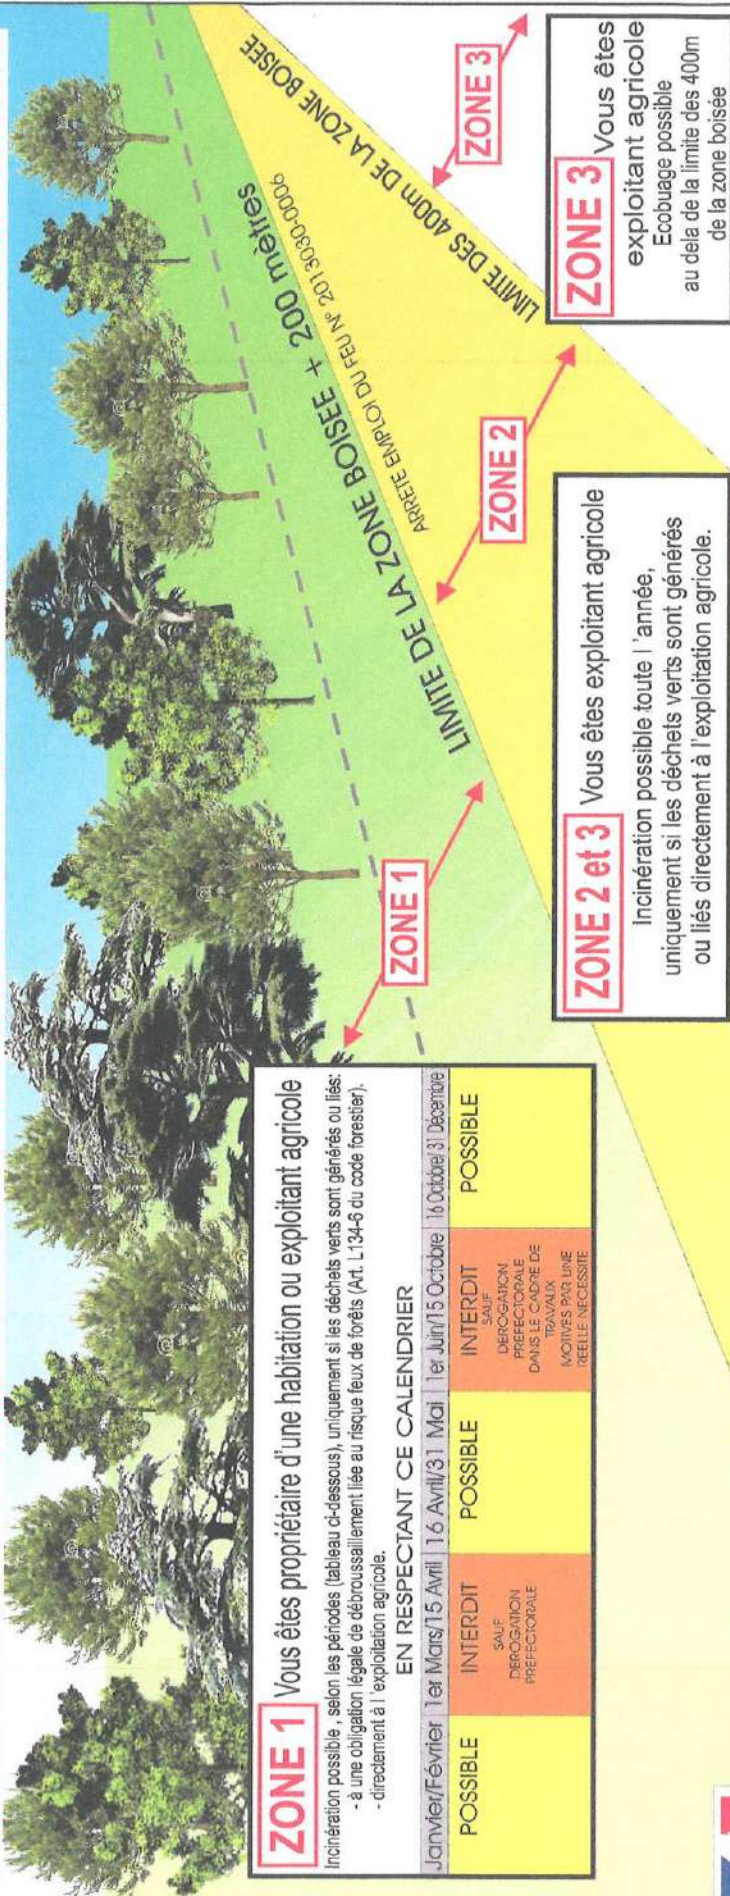 ZONE 1 Vous êtes propriétaire d'une habitation ou exploitant agricole
Incinération possible, selon les périodes (tableau ci-dessous), uniquement si les déchets verts sont générés ou liés:
- à une obligation légale de débroussaillement liée au risque feux de forêts (Art. L134-6 du code forestier).
- directement à l'exploitation agricole.
EN RESPECTANT CE CALENDRIER
Janvier/Février 1er Mars/15 Avril 16 Avril/31 Mai 1er Juin/15 Octobre 16 Octobre/31 Décembre
POSSIBLE
INTERDIT
SAUF
DEROGATION
PREFECTORALE
POSSIBLE
INTERDIT
SAUF
DEROGATION
PREFECTORALE
DANS LE CADRE DE
TRAVAUX
MOTIVES PAR UNE
REELLE NECESSITE
POSSIBLE
ZONE 1
LIMITE DE LA ZONE BOISEE + 200 mètres
ARRETE EMPLOI DU FEU N° 2013030-0006
ZONE 2
LIMITE DES 400m DE LA ZONE BOISEE
ZONE 3
ZONE 2 et 3 Vous êtes exploitant agricole
Incinération possible toute l'année,
uniquement si les déchets verts sont générés
ou liés directement à l'exploitation agricole.
ZONE 3 Vous êtes
exploitant agricole
Ecobuage possible
au dela de la limite des 400m
de la zone boisée